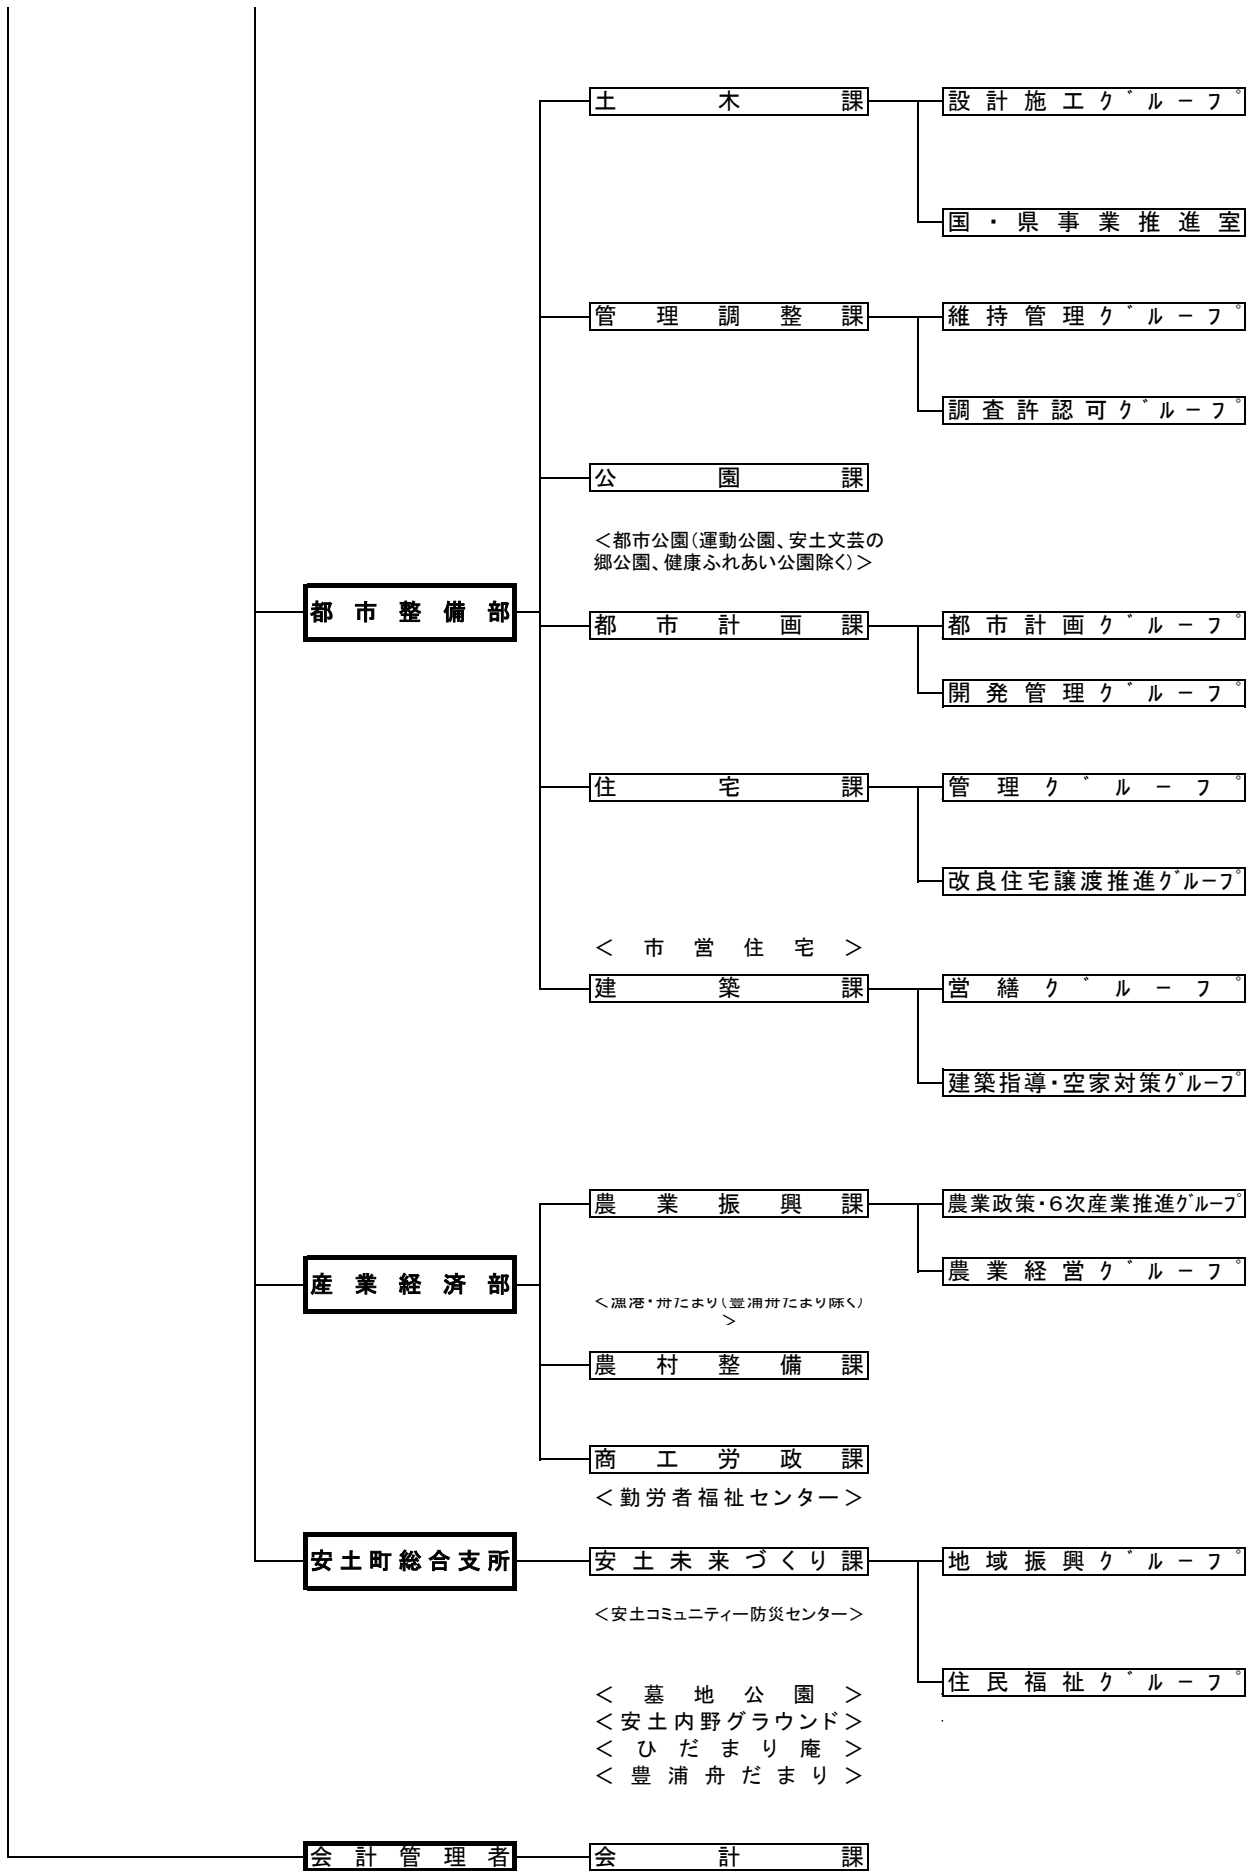 土木課
設計施工ｸﾞﾙｰﾌﾟ
国・県事業推進室
管理調整課
維持管理ｸﾞﾙｰﾌﾟ
調査許認可ｸﾞﾙｰﾌﾟ
公園課
＜都市公園（運動公園、安土文芸の
郷公園、健康ふれあい公園除く）＞
都市整備部
都市計画課
都市計画ｸﾞﾙｰﾌﾟ
開発管理ｸﾞﾙｰﾌﾟ
住宅課
管理ｸﾞﾙｰﾌﾟ
改良住宅譲渡推進ｸﾞﾙｰﾌﾟ
＜市営住宅＞
建築課
営繕ｸﾞﾙｰﾌﾟ
建築指導・空家対策ｸﾞﾙｰﾌﾟ
農業振興課
農業政策・６次産業推進ｸﾞﾙｰﾌﾟ
農業経営ｸﾞﾙｰﾌﾟ
産業経済部
＜漁港・舟だまり（豊浦舟だまり除く）
＞
農村整備課
商工労政課
＜勤労者福祉センター＞
安土町総合支所
安土未来づくり課
地域振興ｸﾞﾙｰﾌﾟ
＜安土コミュニティー防災センター＞
住民福祉ｸﾞﾙｰﾌﾟ
＜墓地公園＞
＜安土内野グラウンド＞
＜ひだまり庵＞
＜豊浦舟だまり＞
会計管理者
会計課